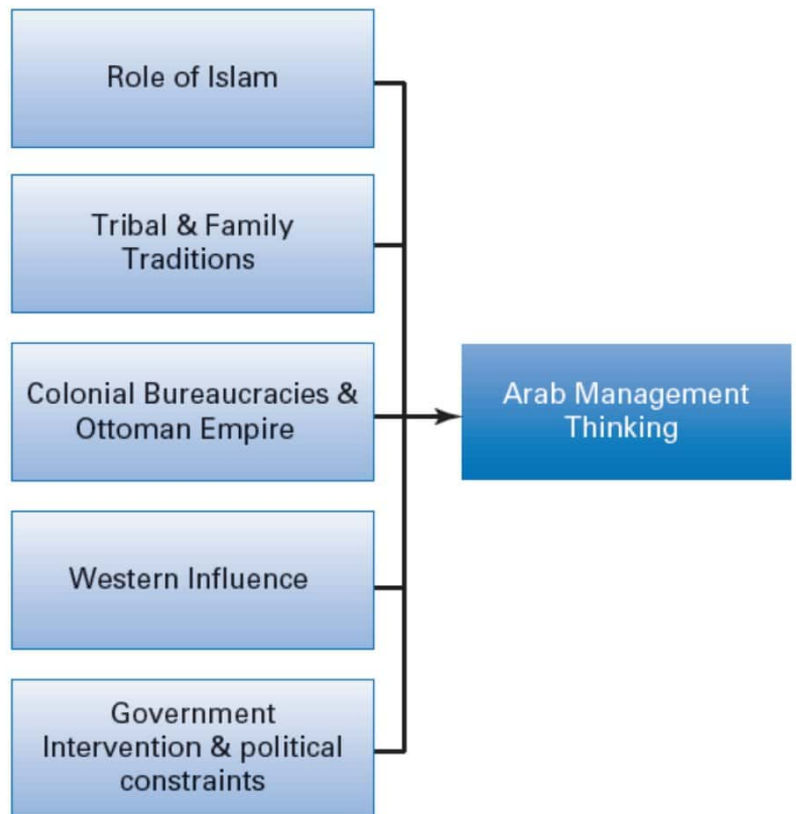 Role of Islam
Tribal & Family
Traditions
Colonial Bureaucracies &
Ottoman Empire
Arab Management
Thinking
Western Influence
Government
Intervention & political
constraints